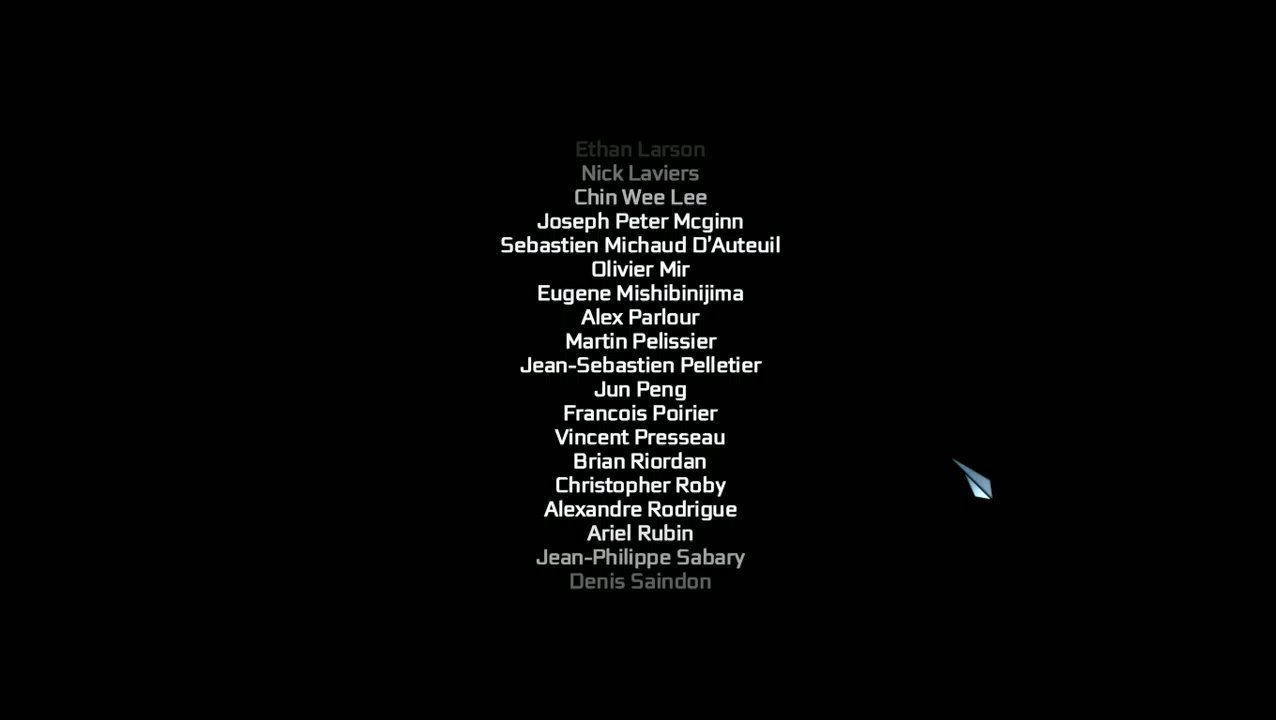 Ethan Larson
Nick Laviers
Chin Wee Lee
Joseph Peter Mcginn
Sebastien Michaud D'Auteuil
Olivier Mir
Eugene Mishibinijima
Alex Parlour
Martin Pelissier
Jean-Sebastien Pelletier
Jun Peng
Francois Poirier
Vincent Presseau
Brian Riordan
Christopher Roby
Alexandre Rodrigue
Ariel Rubin
Jean-Philippe Sabary
Denis Saindon